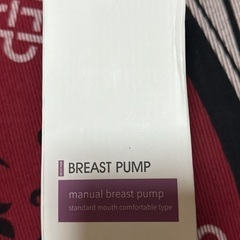 BREAST PUMP
manual breast pump
standard mouth comfortable type